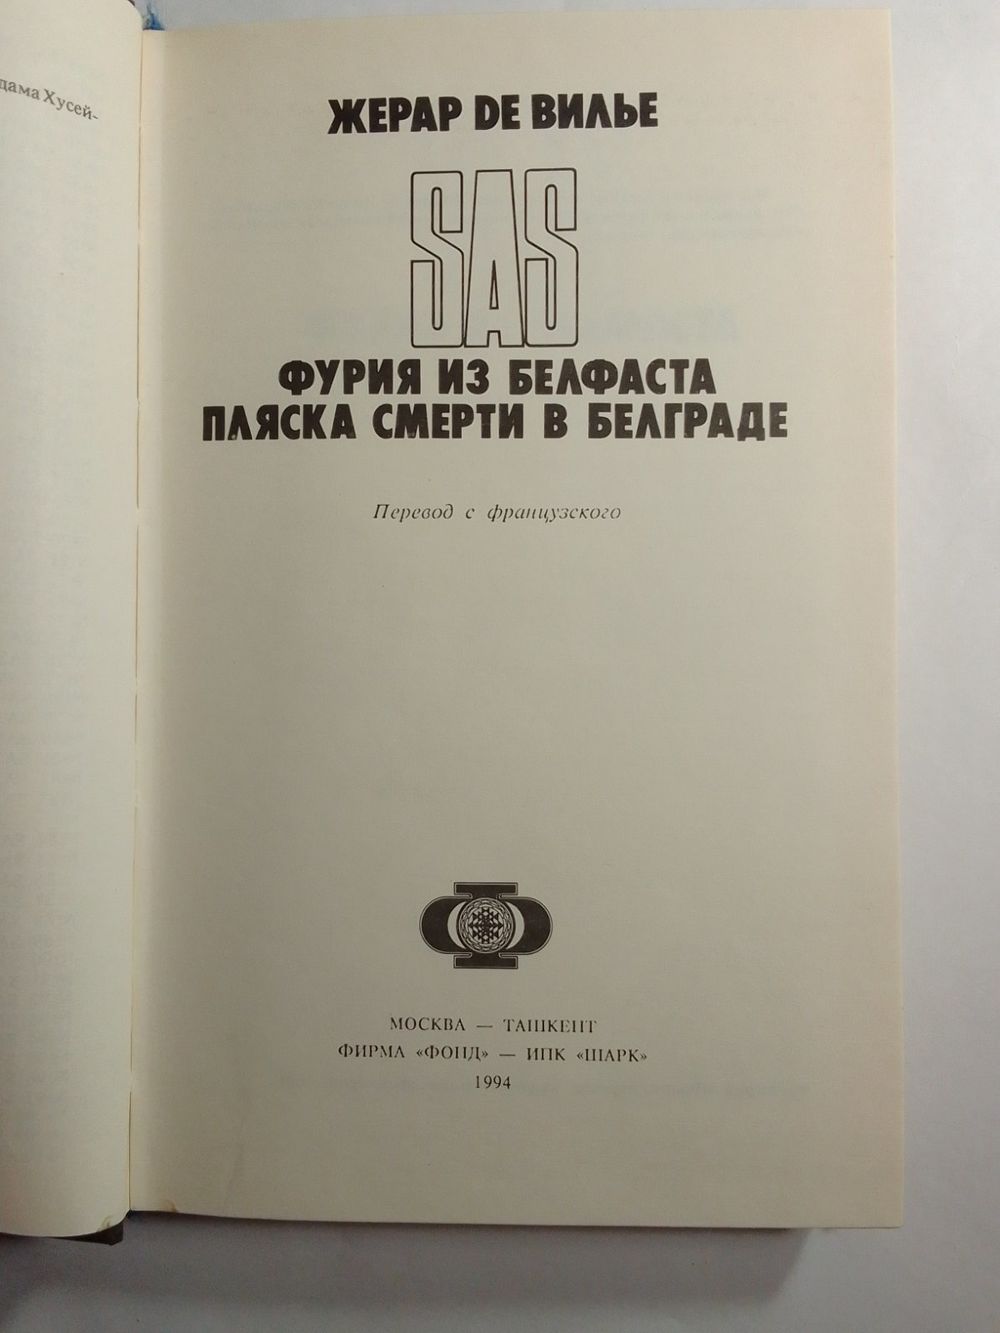 дама Хусей-
ЖЕРАР DE ВИЛЬЕ
SAS
ФУРИЯ ИЗ БЕЛФАСТА
ПЛЯСКА СМЕРТИ В БЕЛГРАДЕ
Перевод с французского
МОСКВА — ТАШКЕНТ
ФИРМА «ФОНД» — ИПК «ШАРК»
1994